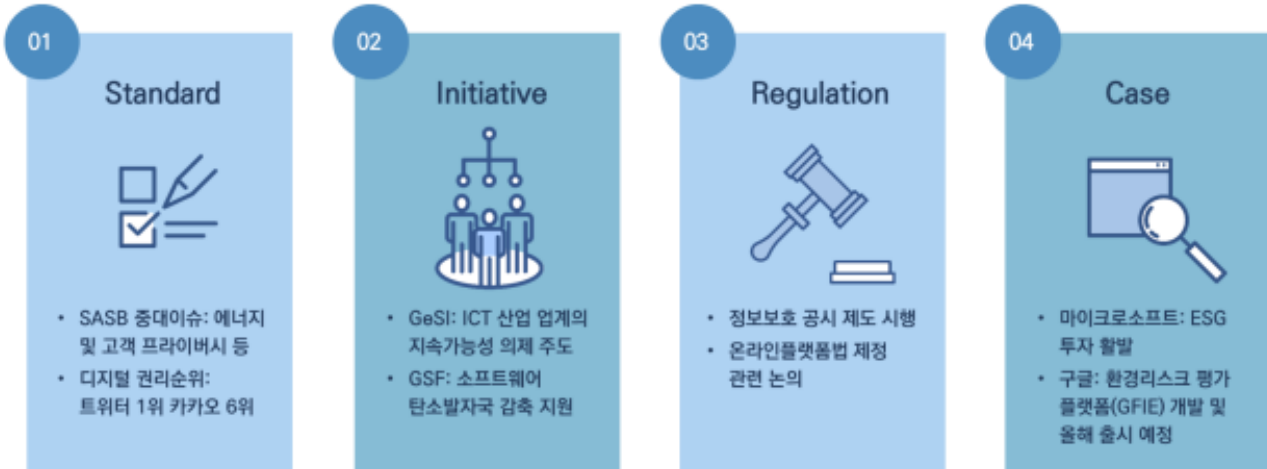 01
Standard
• SASB 중대이슈: 에너지
및 고객 프라이버시 등
• 디지털 권리순위:
트위터 1위 카카오 6위
02
Initiative
• GeSI: ICT 산업 업계의
지속가능성 의제 주도
• GSF: 소프트웨어
탄소발자국 감축 지원
03
Regulation
• 정보보호 공시 제도 시행
• 온라인플랫폼법 제정
관련 논의
04
Case
• 마이크로소프트: ESG
투자 활발
• 구글: 환경리스크 평가
플랫폼(GFIE) 개발 및
올해 출시 예정